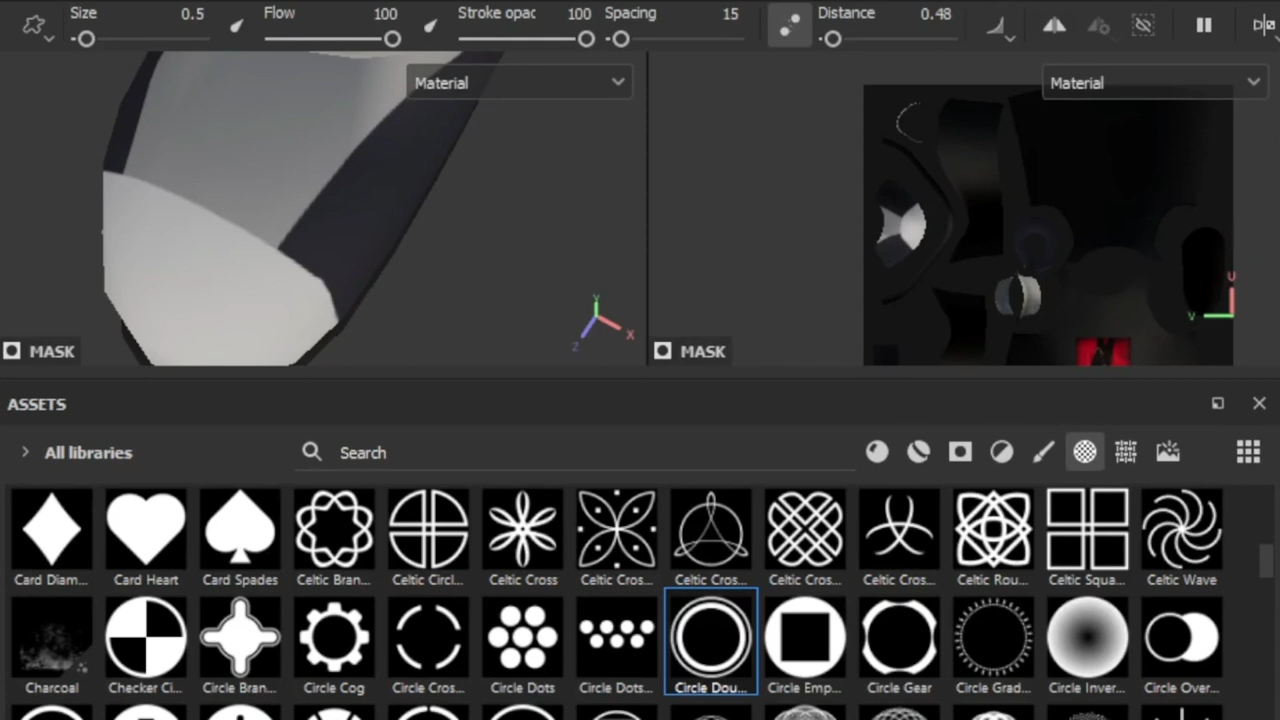 Size 0.5 Flow 100 Stroke opac 100 Spacing 15 Distance 0.48
Material
Material
Y
X
Z
U
V
MASK
MASK
ASSETS
All libraries
Search
Card Diam... Card Heart Card Spades Celtic Bran... Celtic Circl... Celtic Cross Celtic Cros... Celtic Cros... Celtic Cros... Celtic Cros... Celtic Rou... Celtic Squa... Celtic Wave
Charcoal Checker Ci... Circle Bran... Circle Cog Circle Cros... Circle Dots Circle Dots... Circle Dou... Circle Emp... Circle Gear Circle Grad... Circle Inver... Circle Over...